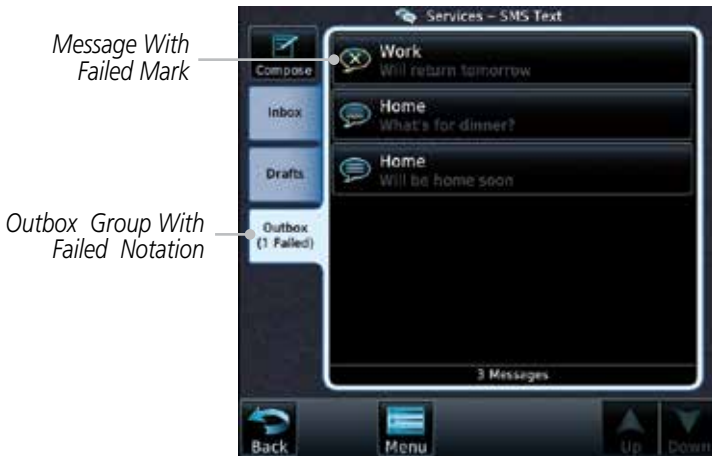 Services – SMS Text
Message With
Failed Mark
Compose
Work
Will return tomorrow
Inbox
Home
What's for dinner?
Drafts
Home
Will be home soon
Outbox Group With
Failed Notation
Outbox
(1 Failed)
3 Messages
Back
Menu
Up
Down